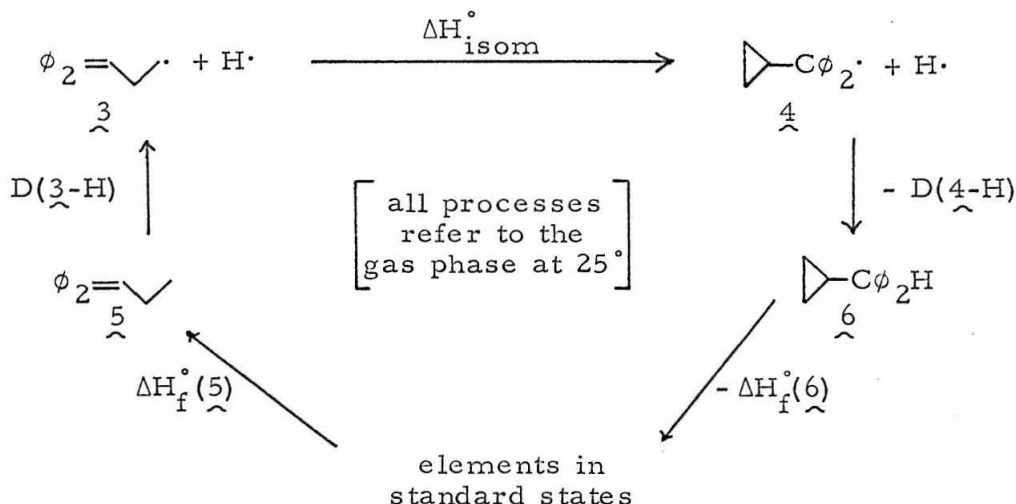 ΔH°isom
ϕ2 = · + H·
3
Cϕ2· + H·
4
D(3-H)
- D(4-H)
[all processes
refer to the
gas phase at 25°]
ϕ2 =
5
Cϕ2H
6
ΔH°f(5)
- ΔH°f(6)
elements in
standard states